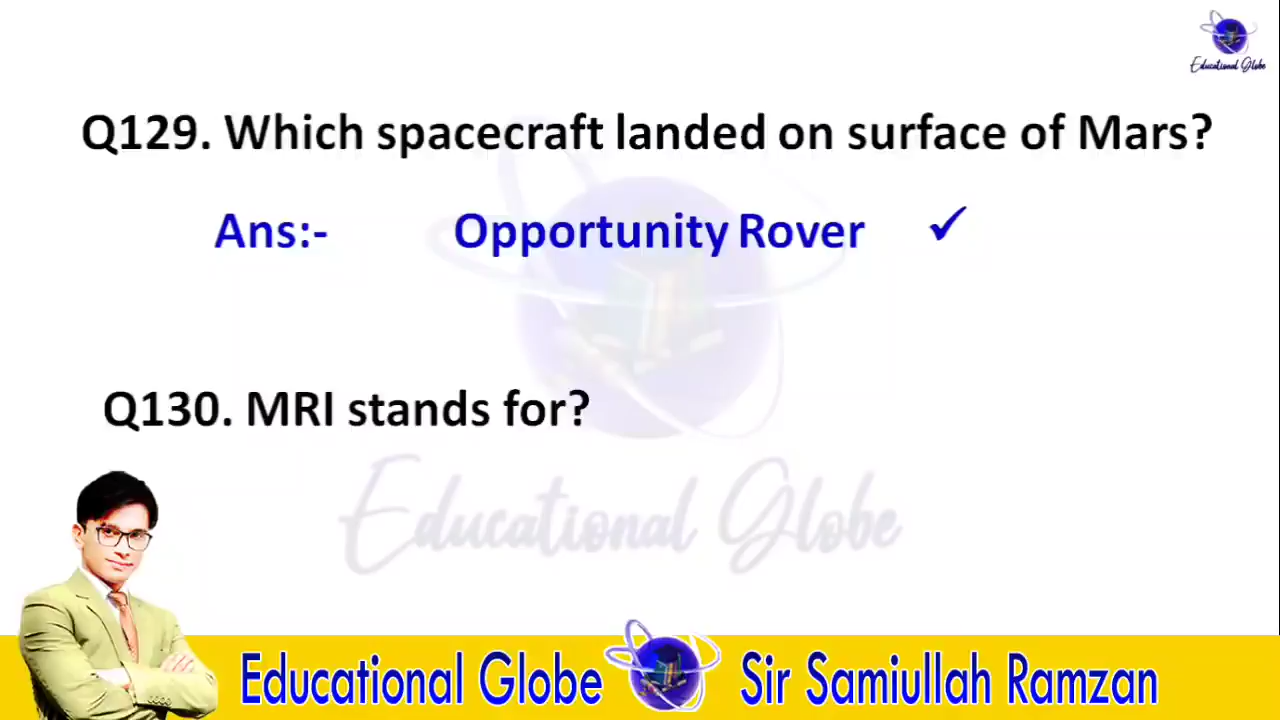 Educational Globe
Q129. Which spacecraft landed on surface of Mars?
Ans:- Opportunity Rover ✓
Q130. MRI stands for?
Educational Globe
Educational Globe Sir Samiullah Ramzan